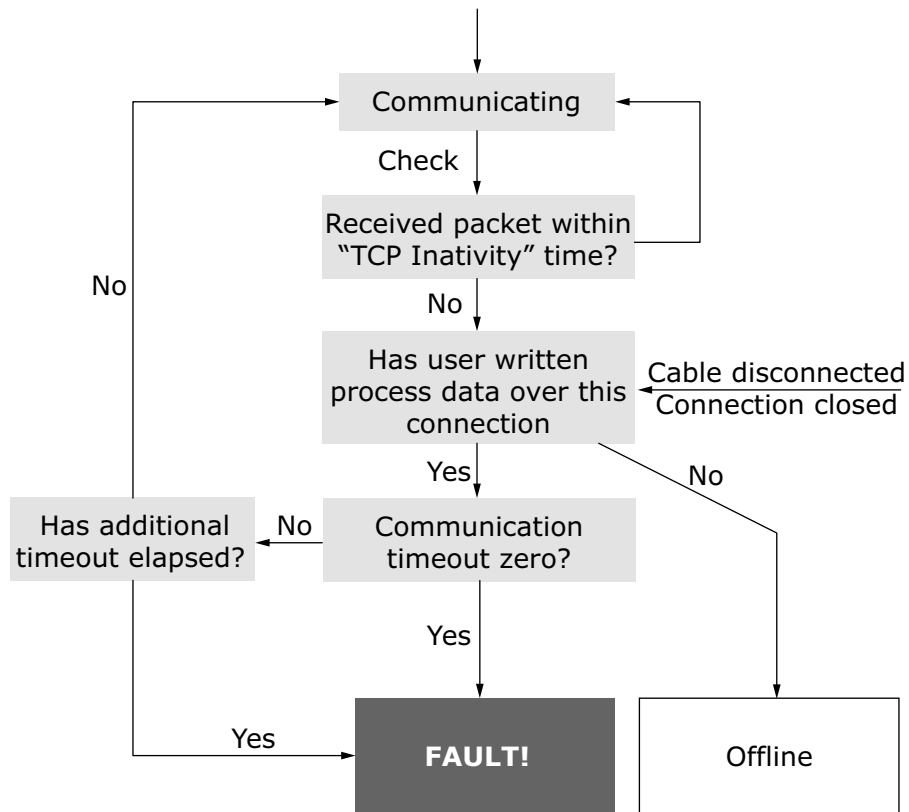 Communicating
Check
Received packet within
“TCP Inativity” time?
No
No
Has user written
process data over this
connection
Cable disconnected
Connection closed
Yes
No
Has additional
timeout elapsed?
No
Communication
timeout zero?
Yes
Yes
FAULT!
Offline